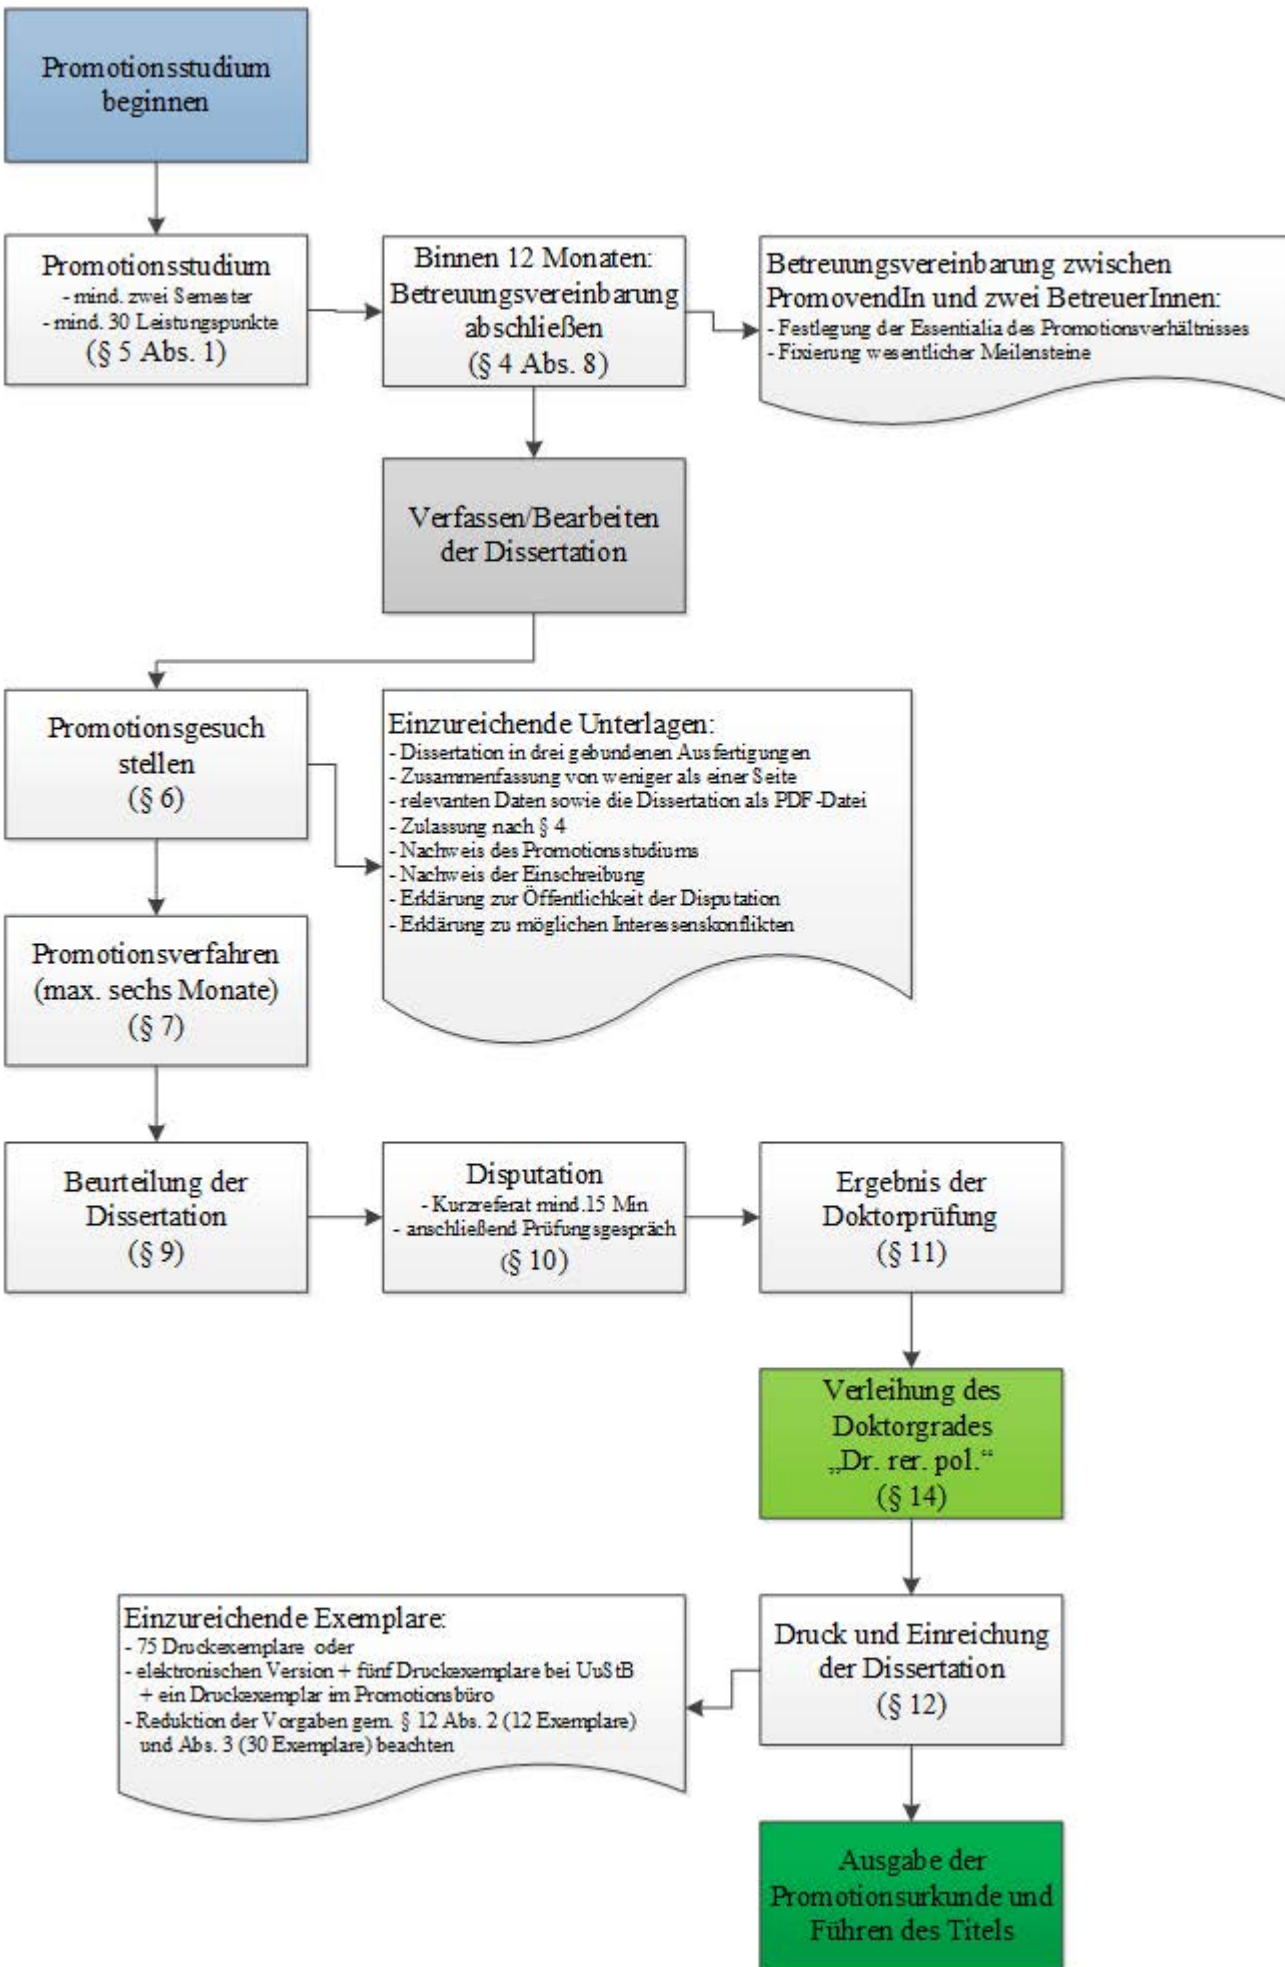 Promotionsstudium
beginnen
Promotionsstudium
- mind. zwei Semester
- mind. 30 Leistungspunkte
(§ 5 Abs. 1)
Binnen 12 Monaten:
Betreuungsvereinbarung
abschließen
(§ 4 Abs. 8)
Betreuungsvereinbarung zwischen
PromovendIn und zwei BetreuerInnen:
- Festlegung der Essentialia des Promotionsverhältnisses
- Fixierung wesentlicher Meilensteine
Verfassen/Bearbeiten
der Dissertation
Promotionsgesuch
stellen
(§ 6)
Einzureichende Unterlagen:
- Dissertation in drei gebundenen Ausfertigungen
- Zusammenfassung von weniger als einer Seite
- relevanten Daten sowie die Dissertation als PDF-Datei
- Zulassung nach § 4
- Nachweis des Promotionsstudiums
- Nachweis der Einschreibung
- Erklärung zur Öffentlichkeit der Disputation
- Erklärung zu möglichen Interessenskonflikten
Promotionsverfahren
(max. sechs Monate)
(§ 7)
Beurteilung der
Dissertation
(§ 9)
Disputation
- Kurzreferat mind.15 Min
- anschließend Prüfungsgespräch
(§ 10)
Ergebnis der
Doktorprüfung
(§ 11)
Verleihung des
Doktorgrades
„Dr. rer. pol.“
(§ 14)
Einzureichende Exemplare:
- 75 Druckexemplare oder
- elektronischen Version + fünf Druckexemplare bei UuStB
+ ein Druckexemplar im Promotionsbüro
- Reduktion der Vorgaben gem. § 12 Abs. 2 (12 Exemplare)
und Abs. 3 (30 Exemplare) beachten
Druck und Einreichung
der Dissertation
(§ 12)
Ausgabe der
Promotionsurkunde und
Führen des Titels